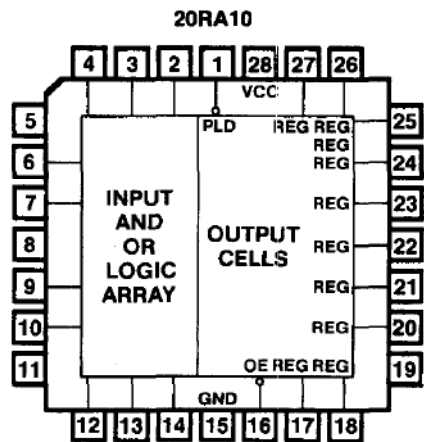 20RA10
4 3 2 1 28 27 26
VCC
5 PLD REG REG 25
REG
6 REG 24
7 INPUT REG 23
AND
8 OR OUTPUT REG 22
LOGIC CELLS
9 ARRAY REG 21
10 REG 20
11 OE REG REG 19
GND
12 13 14 15 16 17 18